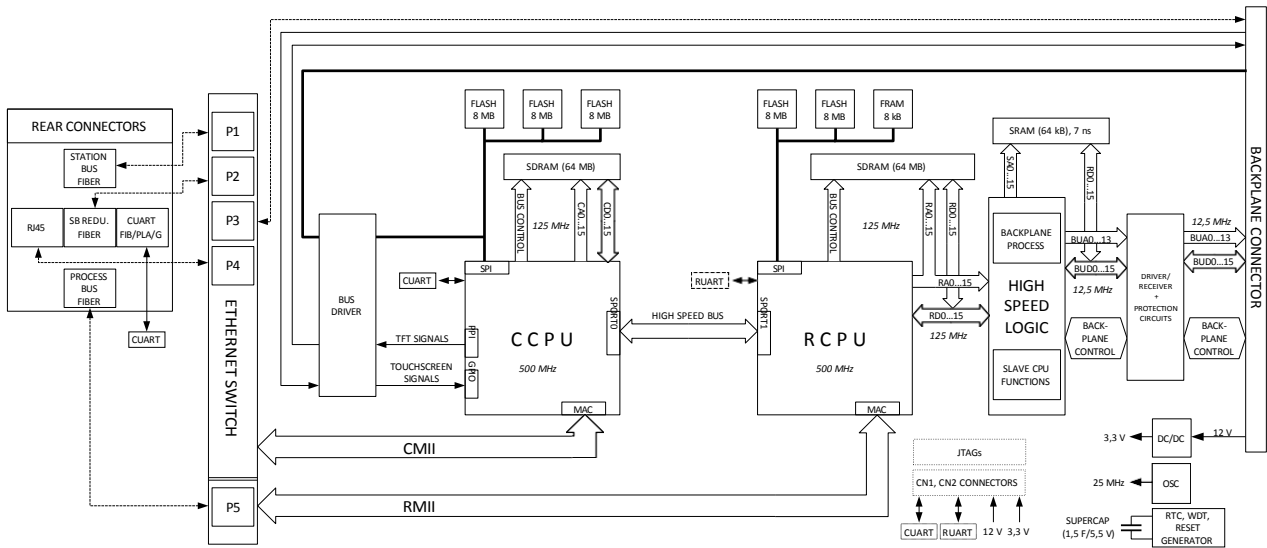 REAR CONNECTORS
STATION
BUS
FIBER
RJ45
SB REDU.
FIBER
CUART
FIB/PLA/G
PROCESS
BUS
FIBER
CUART
P1
P2
P3
P4
ETHERNET SWITCH
P5
BUS
DRIVER
FLASH
8 MB
FLASH
8 MB
FLASH
8 MB
SDRAM (64 MB)
BUS CONTROL
125 MHz
CA0...15
CD0...15
CUART
SPI
PPI
GPIO
SPORT0
CCPU
500 MHz
MAC
TFT SIGNALS
TOUCHSCREEN
SIGNALS
HIGH SPEED BUS
CMII
RMII
FLASH
8 MB
FLASH
8 MB
FRAM
8 kB
SDRAM (64 MB)
BUS CONTROL
125 MHz
RA0...15
RD0...15
RUART
SPI
SPORT1
RCPU
500 MHz
MAC
RA0...15
RD0...15
125 MHz
SRAM (64 kB), 7 ns
SA0...15
RD0...15
BACKPLANE
PROCESS
HIGH
SPEED
LOGIC
SLAVE CPU
FUNCTIONS
BUA0...13
BUD0...15
12,5 MHz
BACK-
PLANE
CONTROL
DRIVER/
RECEIVER
+
PROTECTION
CIRCUITS
12,5 MHz
BUA0...13
BUD0...15
BACK-
PLANE
CONTROL
BACKPLANE CONNECTOR
JTAGs
CN1, CN2 CONNECTORS
CUART
RUART
12 V
3,3 V
3,3 V
DC/DC
12 V
25 MHz
OSC
SUPERCAP
(1,5 F/5,5 V)
RTC, WDT,
RESET
GENERATOR